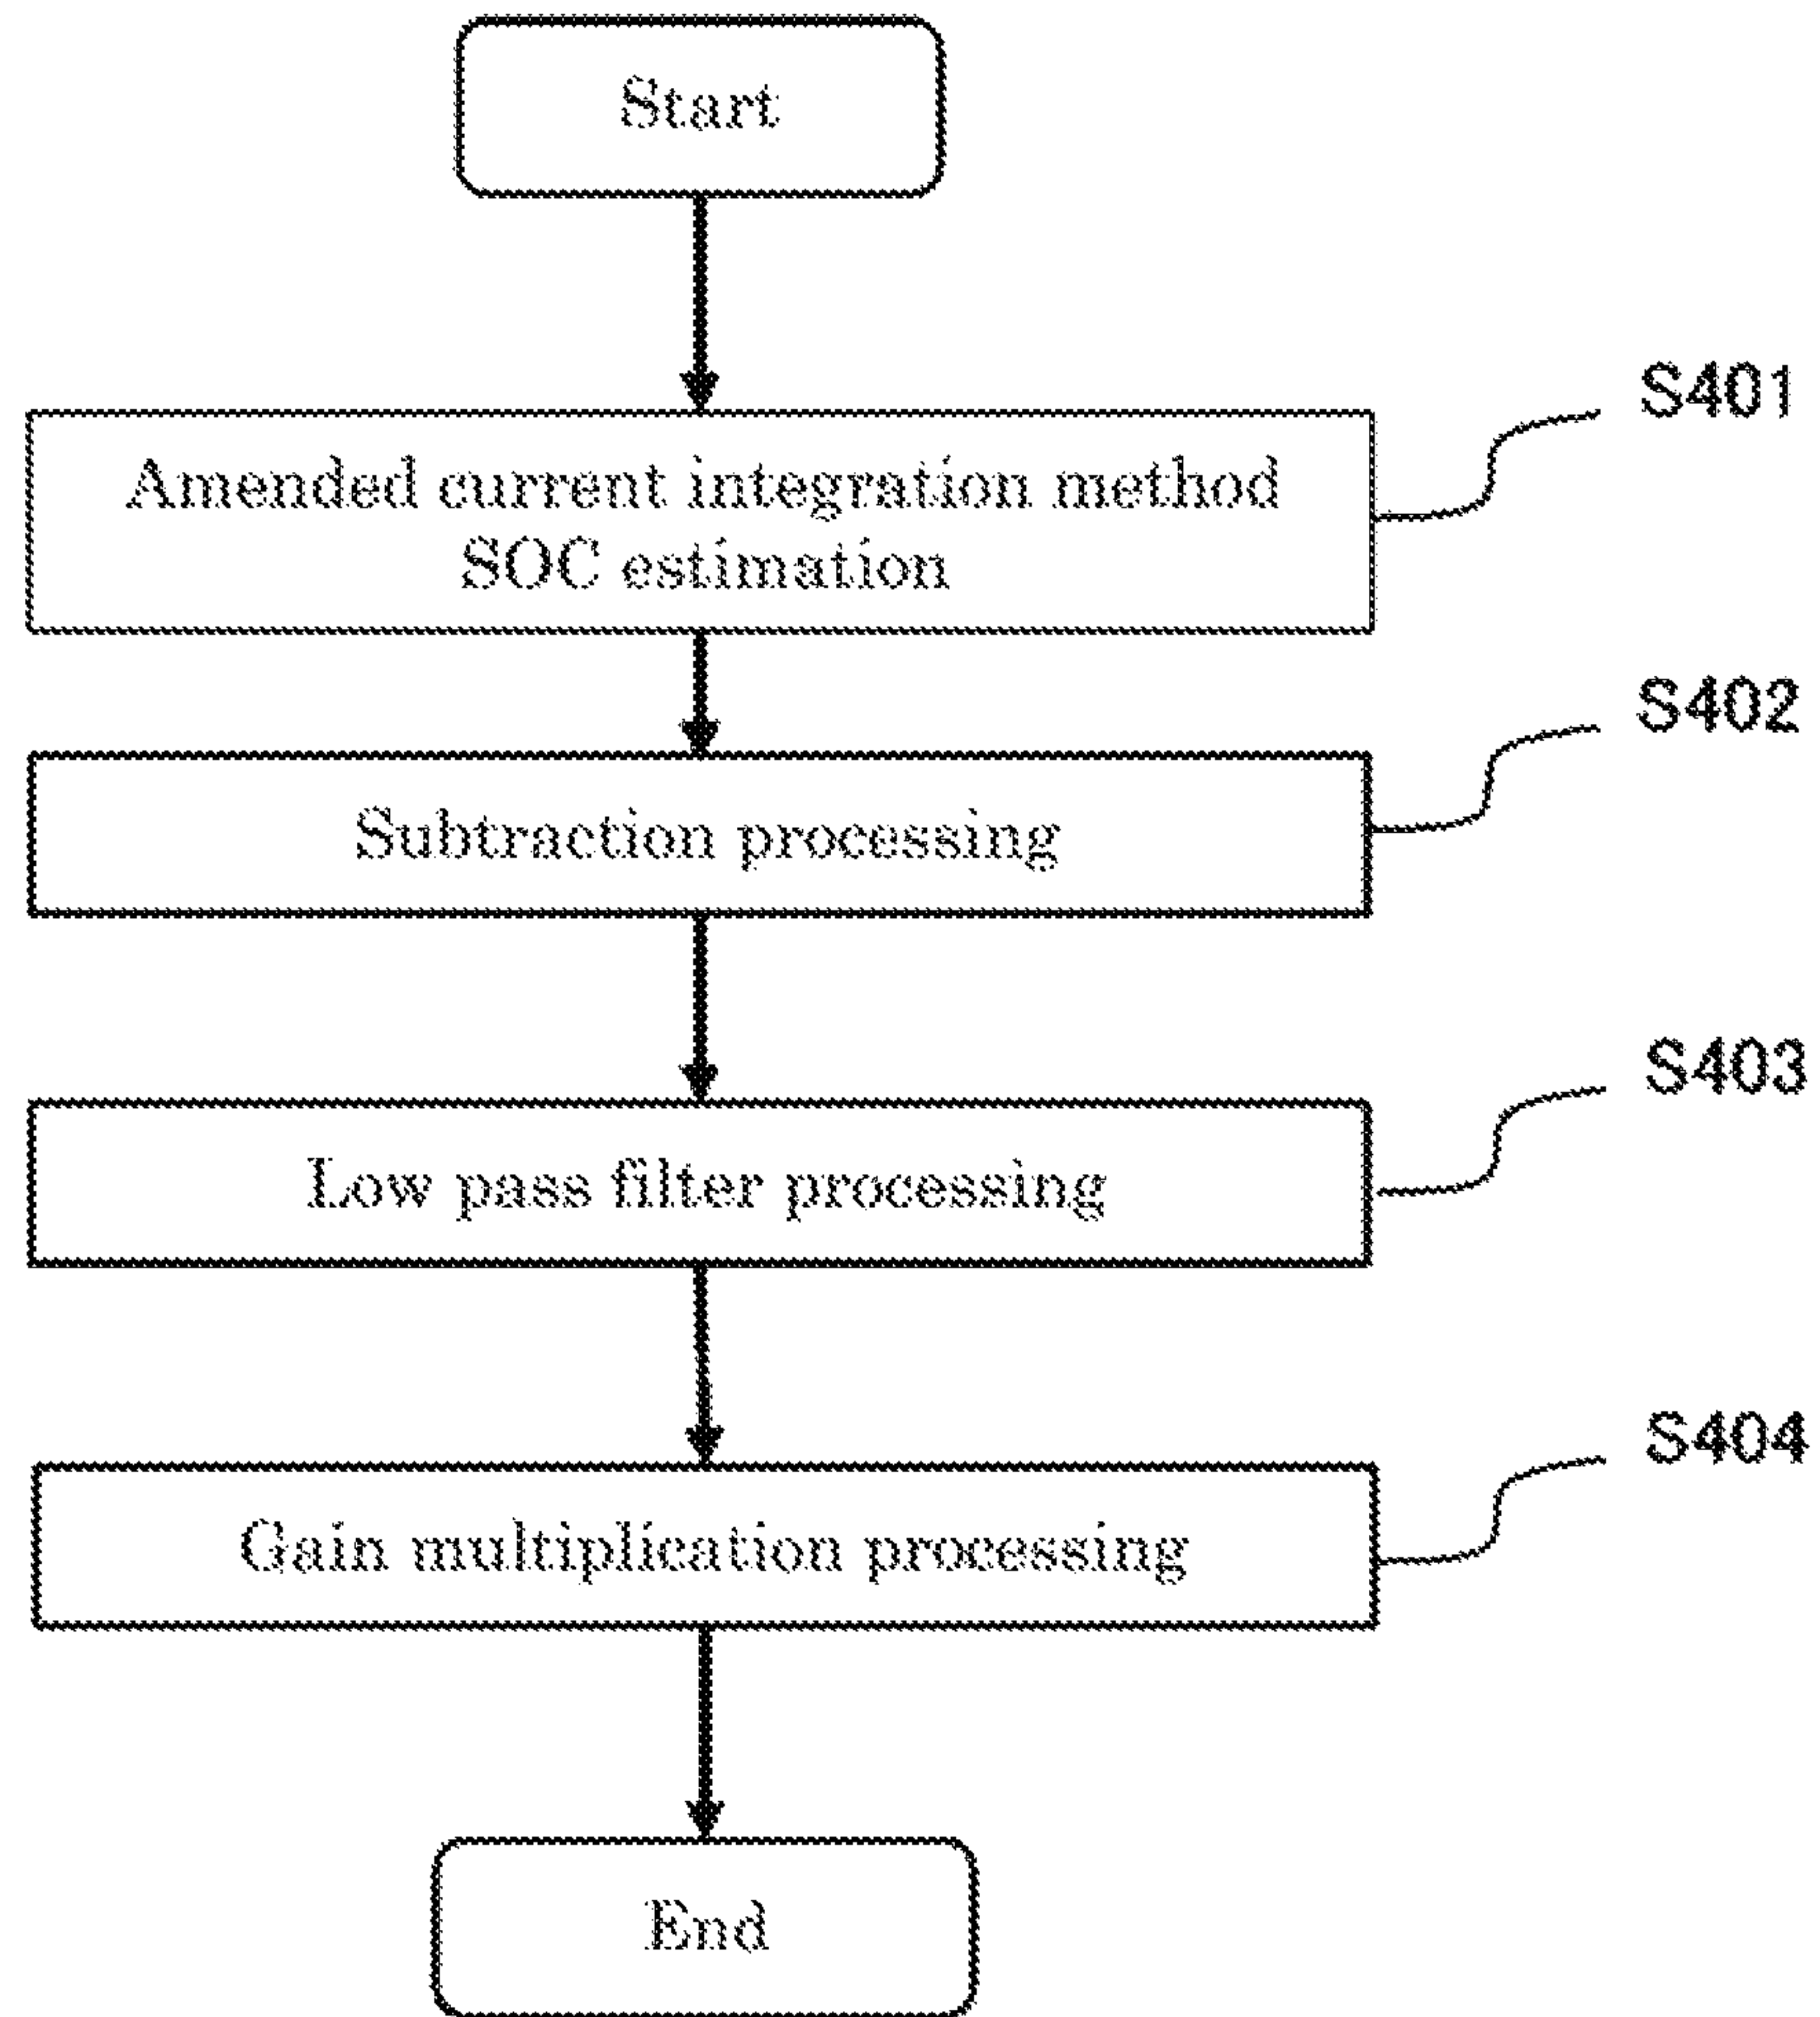 Start
S401
Amended current integration method
SOC estimation
S402
Subtraction processing
S403
Low pass filter processing
S404
Gain multiplication processing
End